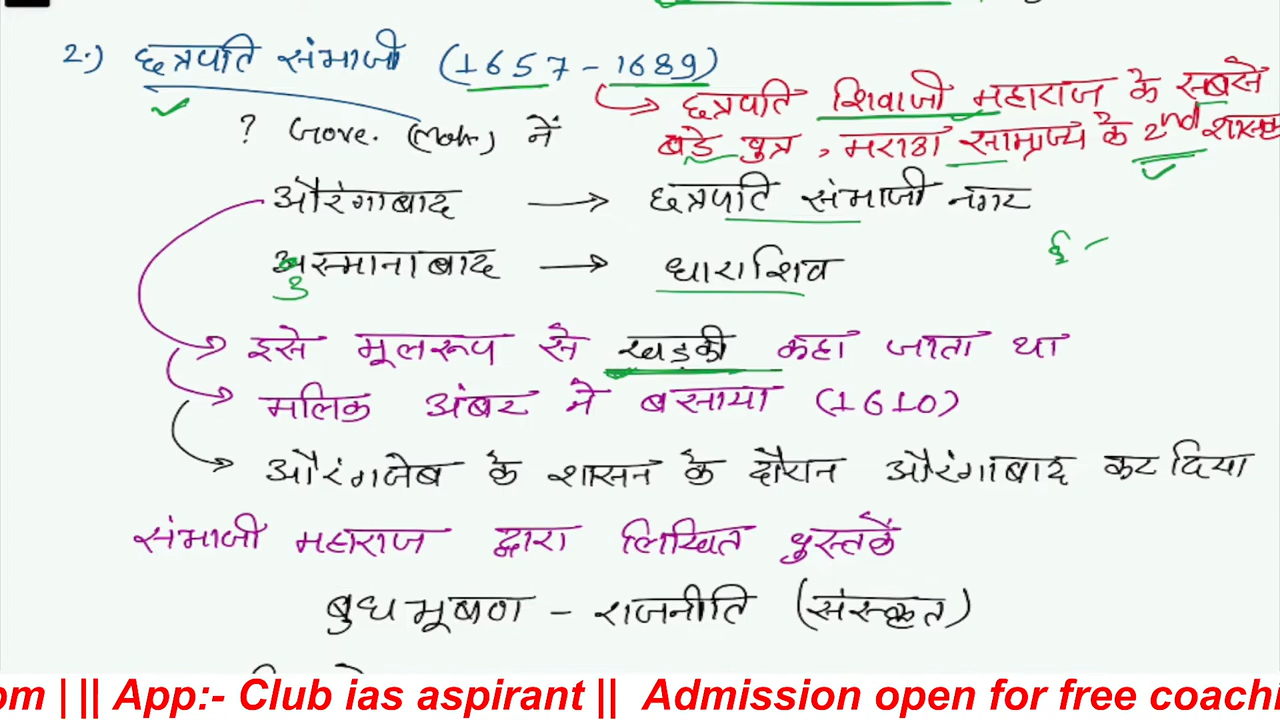 2.) छत्रपति संभाजी (1657-1689)
→ छत्रपति शिवाजी महाराज के सबसे
बडे पुत्र, मराठा साम्राज्य के 2nd शासक
? Gove. (Mah.) नें
औरंगाबाद → छत्रपति संभाजी नगर
उस्मानाबाद → धाराशिव
ई-
→ इसे मूलरूप से खड़की कहा जाता था
→ मलिक अंबर ने बसाया (1610)
→ औरंगजेब के शासन के दौरान औरंगाबाद कर दिया
संभाजी महाराज द्वारा लिखित पुस्तकें
बुधभूषण - राजनीति (संस्कृत)
om | || App:- Club ias aspirant || Admission open for free coachi